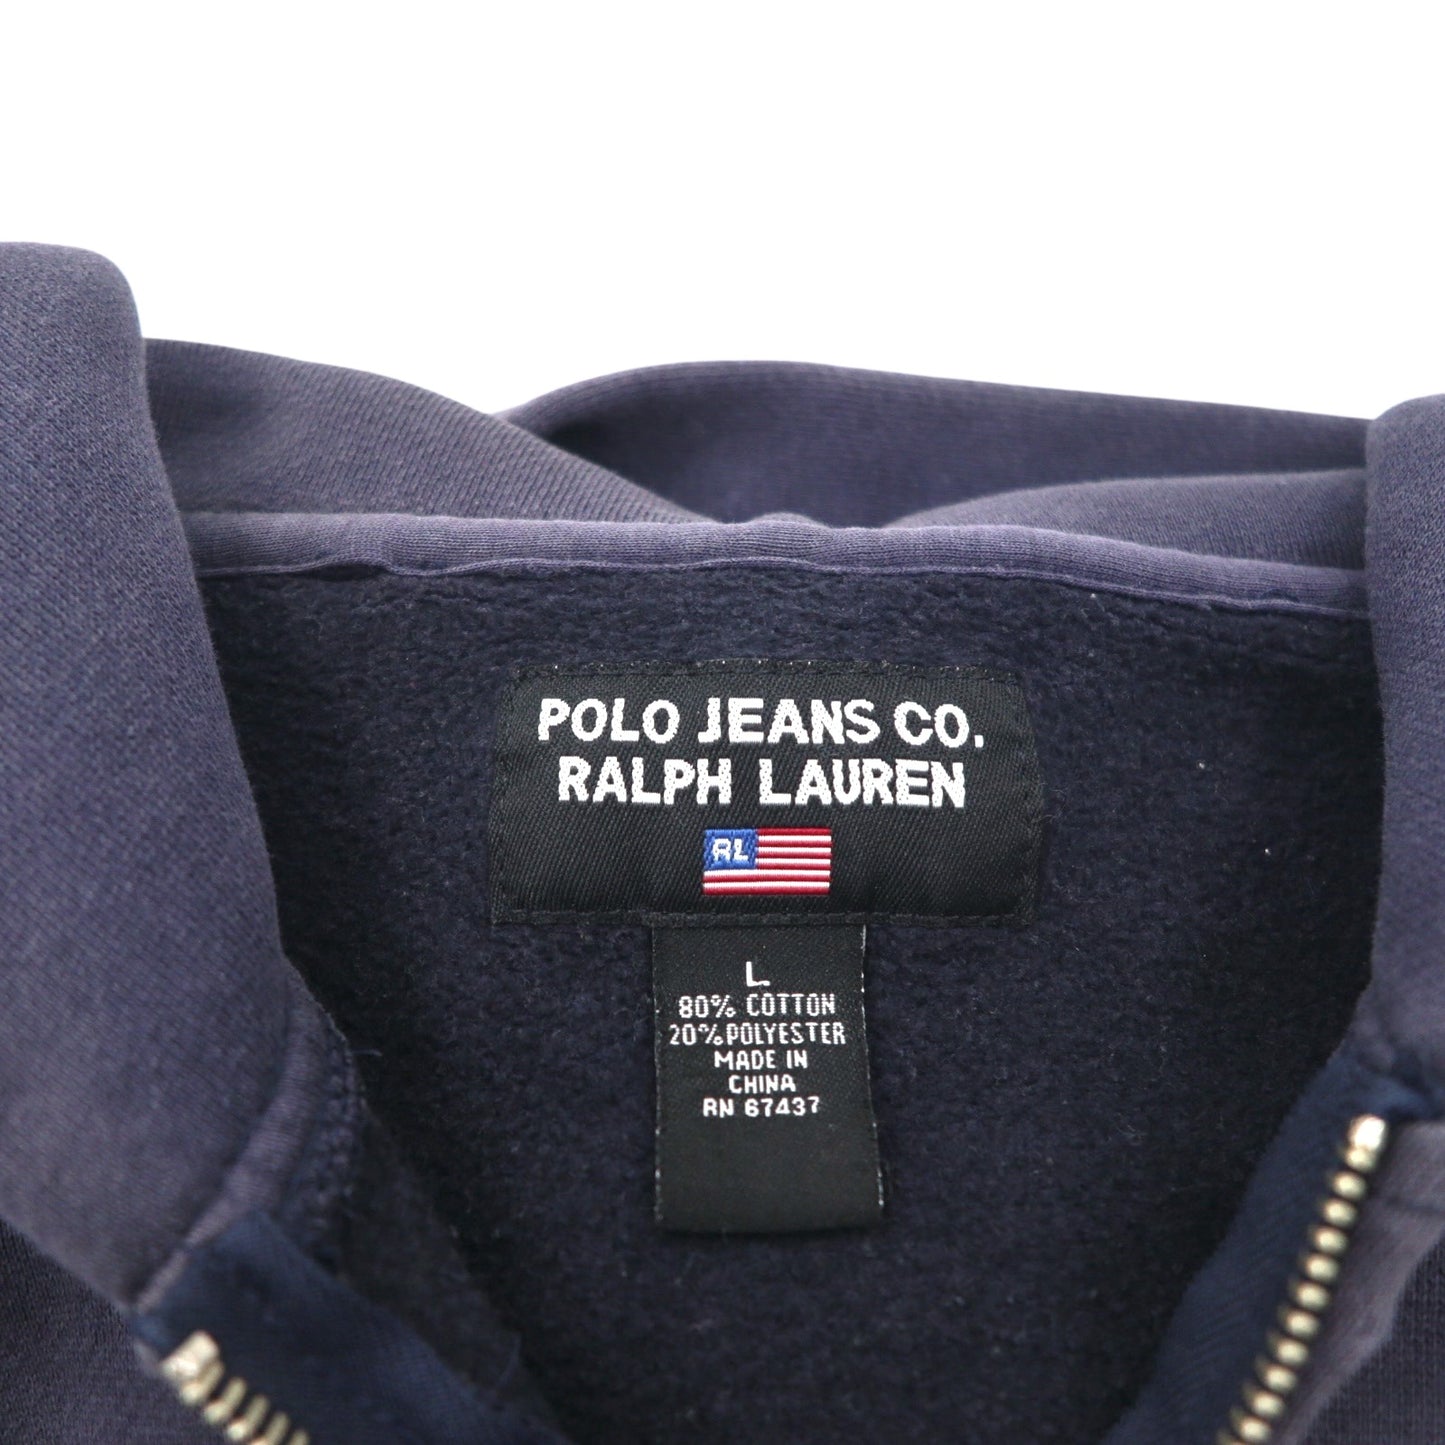 POLO JEANS CO.
RALPH LAUREN
RL
L
80% COTTON
20% POLYESTER
MADE IN
CHINA
RN 67437